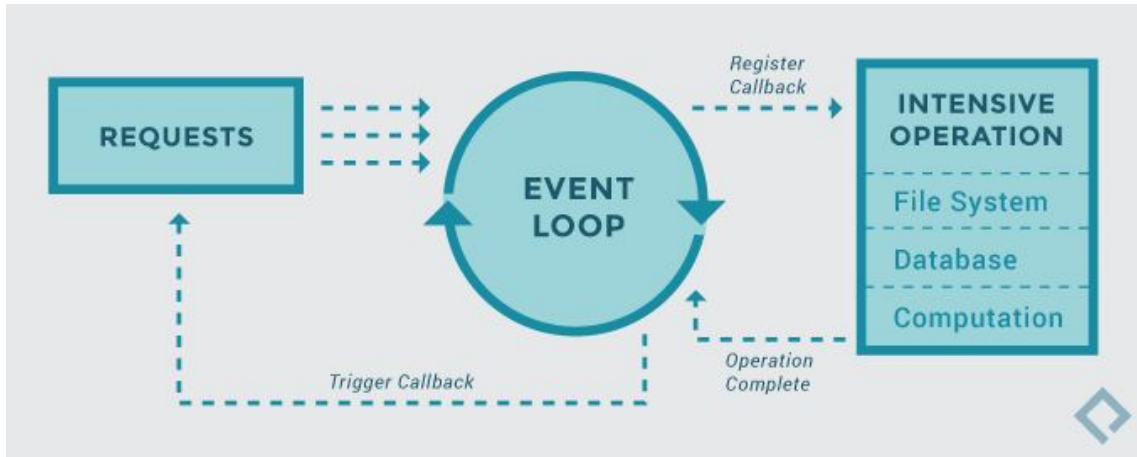 REQUESTS
EVENT
LOOP
Register
Callback
INTENSIVE
OPERATION
File System
Database
Computation
Operation
Complete
Trigger Callback